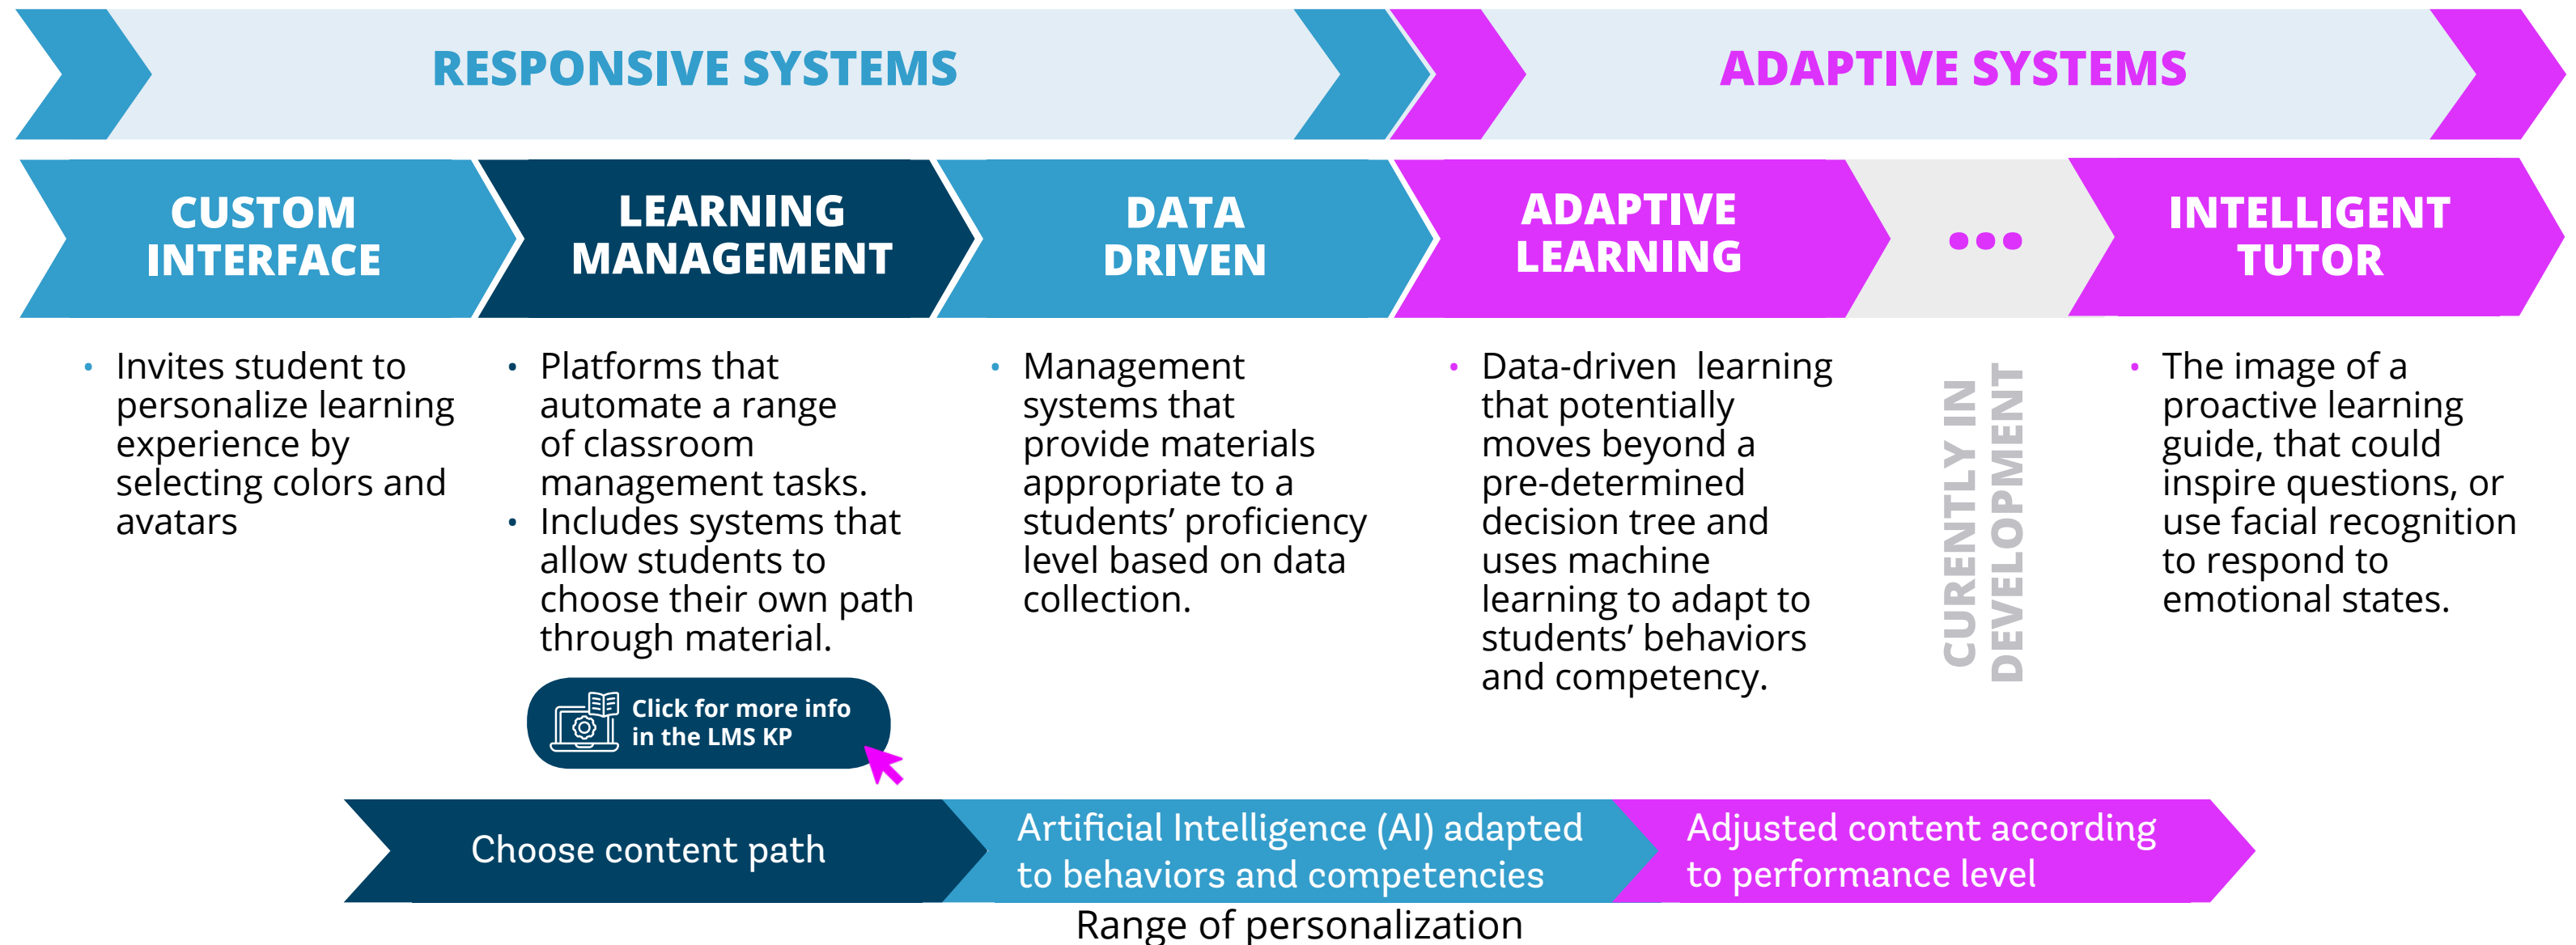 RESPONSIVE SYSTEMS
ADAPTIVE SYSTEMS
CUSTOM
INTERFACE
LEARNING
MANAGEMENT
DATA
DRIVEN
ADAPTIVE
LEARNING
...
INTELLIGENT
TUTOR
• Invites student to
personalize learning
experience by
selecting colors and
avatars
• Platforms that
automate a range
of classroom
management tasks.
• Includes systems that
allow students to
choose their own path
through material.
Click for more info
in the LMS KP
• Management
systems that
provide materials
appropriate to a
students’ proficiency
level based on data
collection.
• Data-driven learning
that potentially
moves beyond a
pre-determined
decision tree and
uses machine
learning to adapt to
students’ behaviors
and competency.
CURENTLY IN
DEVELOPMENT
• The image of a
proactive learning
guide, that could
inspire questions, or
use facial recognition
to respond to
emotional states.
Choose content path
Artificial Intelligence (AI) adapted
to behaviors and competencies
Adjusted content according
to performance level
Range of personalization